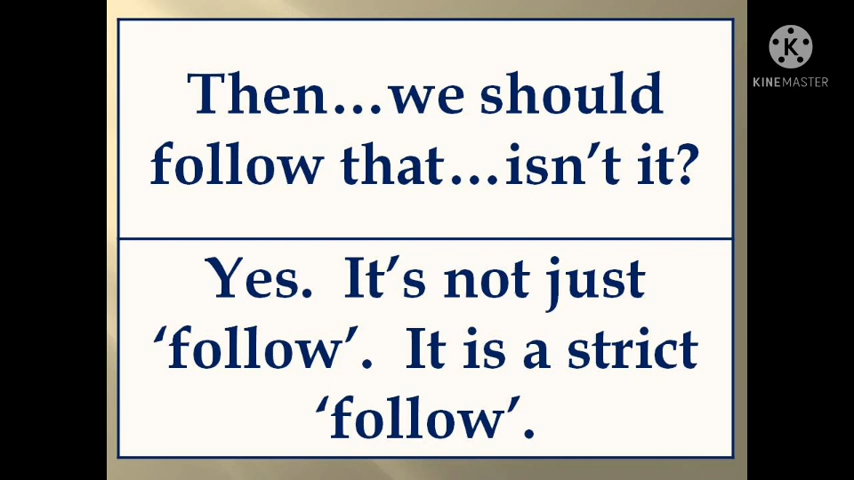 Then...we should
follow that...isn't it?
Yes.  It's not just
'follow'.  It is a strict
'follow'.
K
KINEMASTER